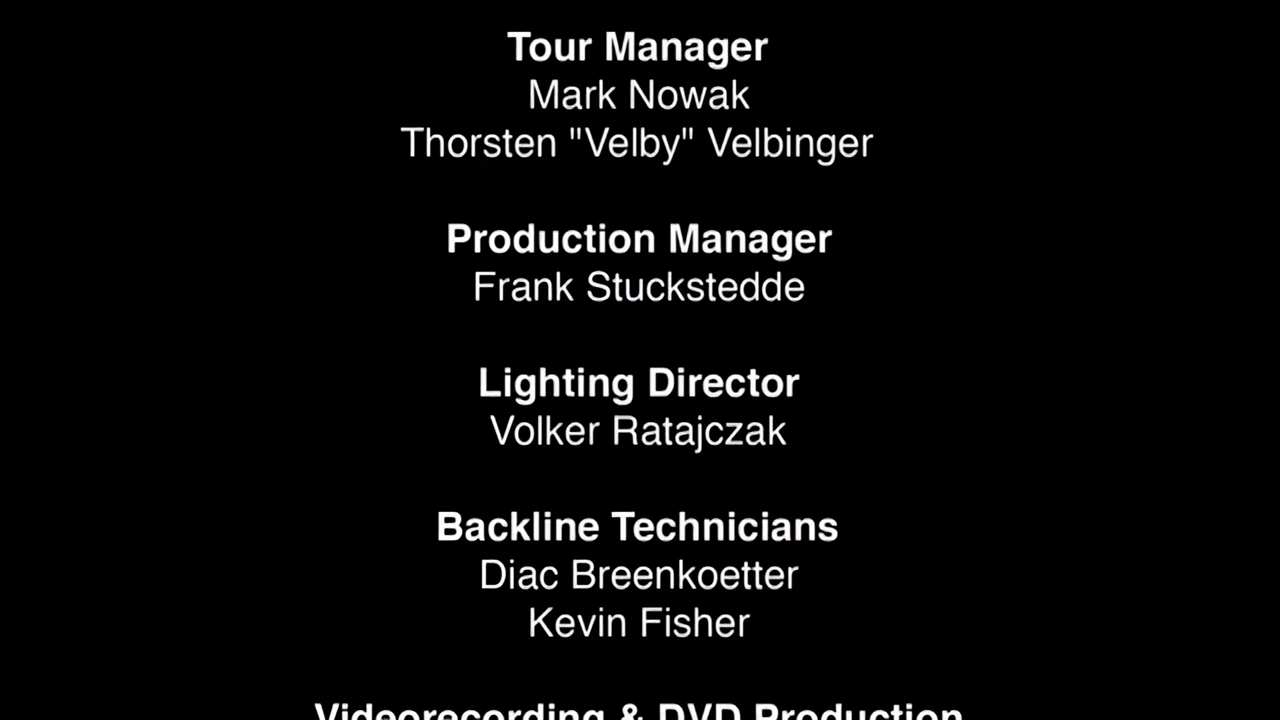 Tour Manager
Mark Nowak
Thorsten "Velby" Velbinger
Production Manager
Frank Stuckstedde
Lighting Director
Volker Ratajczak
Backline Technicians
Diac Breenkoetter
Kevin Fisher
Videorecording & DVD Production